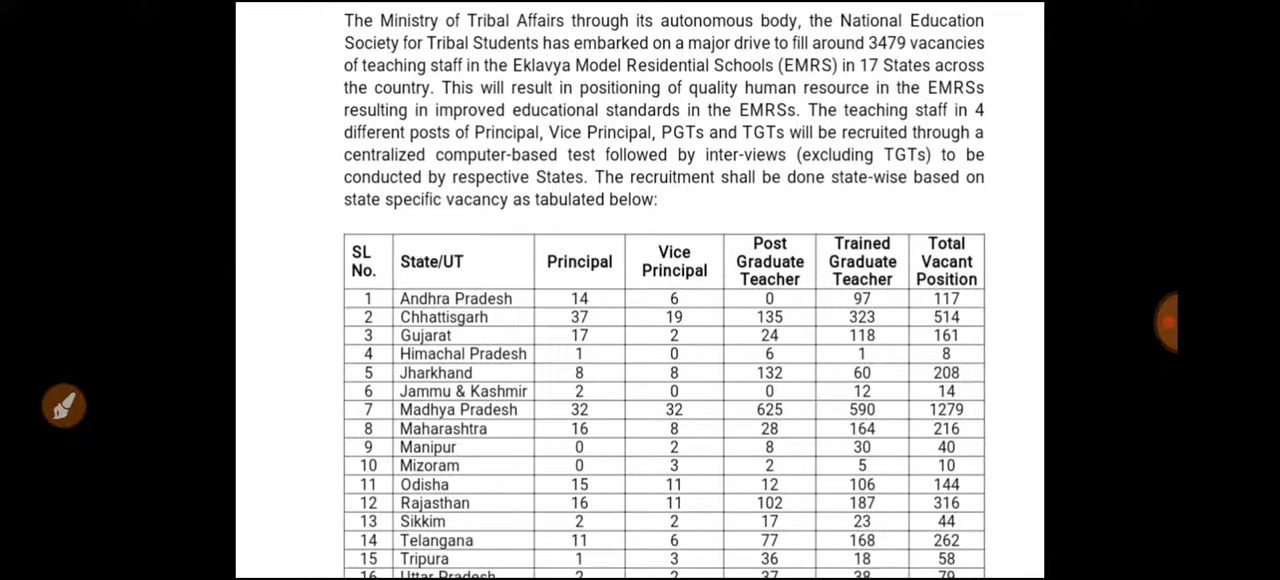 The Ministry of Tribal Affairs through its autonomous body, the National Education
Society for Tribal Students has embarked on a major drive to fill around 3479 vacancies
of teaching staff in the Eklavya Model Residential Schools (EMRS) in 17 States across
the country. This will result in positioning of quality human resource in the EMRSs
resulting in improved educational standards in the EMRSs. The teaching staff in 4
different posts of Principal, Vice Principal, PGTs and TGTs will be recruited through a
centralized computer-based test followed by inter-views (excluding TGTs) to be
conducted by respective States. The recruitment shall be done state-wise based on
state specific vacancy as tabulated below:
SL No. State/UT Principal Vice Principal Post Graduate Teacher Trained Graduate Teacher Total Vacant Position
1 Andhra Pradesh 14 6 0 97 117
2 Chhattisgarh 37 19 135 323 514
3 Gujarat 17 2 24 118 161
4 Himachal Pradesh 1 0 6 1 8
5 Jharkhand 8 8 132 60 208
6 Jammu & Kashmir 2 0 0 12 14
7 Madhya Pradesh 32 32 625 590 1279
8 Maharashtra 16 8 28 164 216
9 Manipur 0 2 8 30 40
10 Mizoram 0 3 2 5 10
11 Odisha 15 11 12 106 144
12 Rajasthan 16 11 102 187 316
13 Sikkim 2 2 17 23 44
14 Telangana 11 6 77 168 262
15 Tripura 1 3 36 18 58
16 Uttar Pradesh 2 2 37 38 79